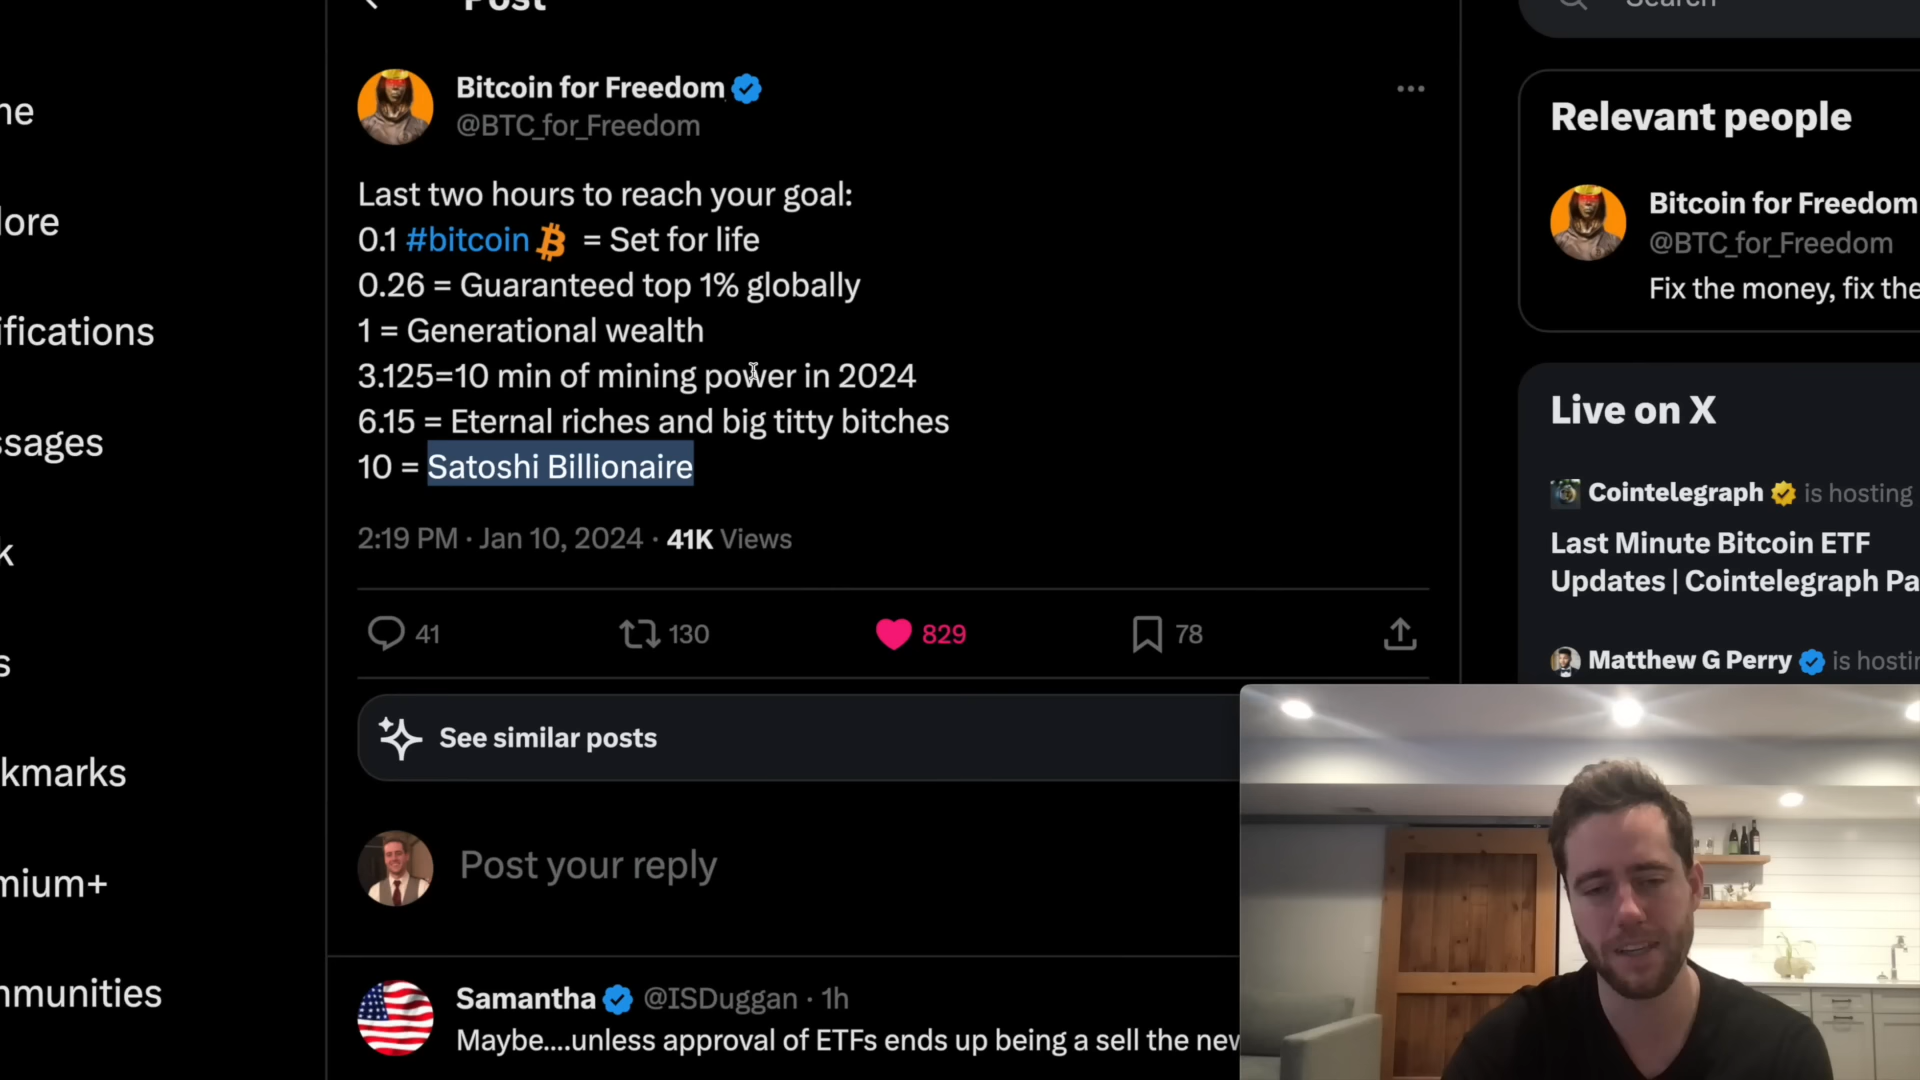 Post
Search
me
lore
ifications
ssages
k
s
kmarks
mium+
mmunities
Bitcoin for Freedom
@BTC_for_Freedom
Last two hours to reach your goal:
0.1 #bitcoin = Set for life
0.26 = Guaranteed top 1% globally
1 = Generational wealth
3.125=10 min of mining power in 2024
6.15 = Eternal riches and big titty bitches
10 = Satoshi Billionaire
2:19 PM · Jan 10, 2024 · 41K Views
41 130 829 78
See similar posts
Post your reply
Samantha @ISDuggan · 1h
Maybe....unless approval of ETFs ends up being a sell the new
Relevant people
Bitcoin for Freedom
@BTC_for_Freedom
Fix the money, fix the
Live on X
Cointelegraph is hosting
Last Minute Bitcoin ETF
Updates | Cointelegraph Pa
Matthew G Perry is hostin